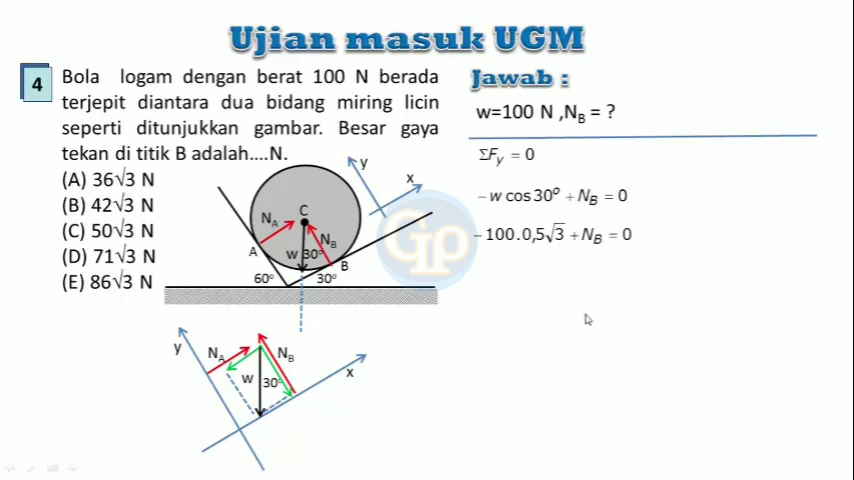 Ujian masuk UGM
4
Bola logam dengan berat 100 N berada
terjepit diantara dua bidang miring licin
seperti ditunjukkan gambar. Besar gaya
tekan di titik B adalah....N.
(A) 36√3 N
(B) 42√3 N
(C) 50√3 N
(D) 71√3 N
(E) 86√3 N
y
x
C
N_A
N_B
A
w
30°
B
60°
30°
y
N_A
N_B
w
30°
x
Jawab :
w=100 N ,N_B = ?
ΣF_y = 0
- w cos30° + N_B = 0
- 100.0,5√3 + N_B = 0
Gp